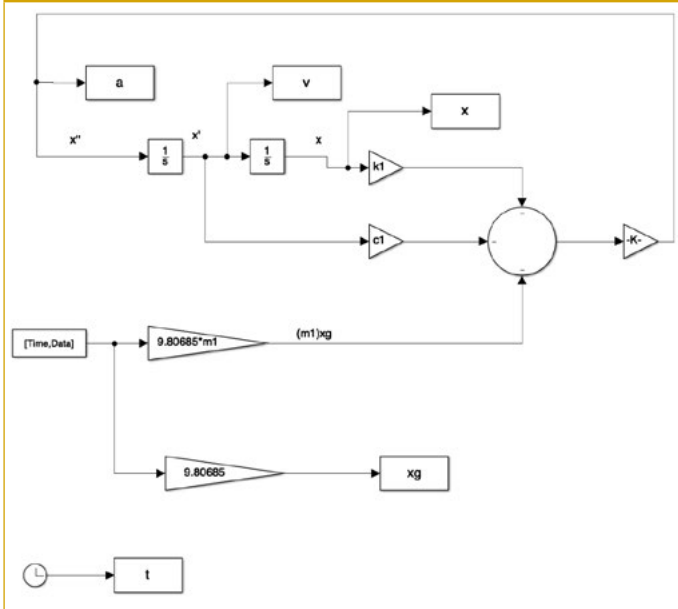 a
v
x
x"
1
s
x'
1
s
x
k1
-
-
-
c1
-K-
[Time,Data]
9.80685*m1
(m1)xg
9.80685
xg
t